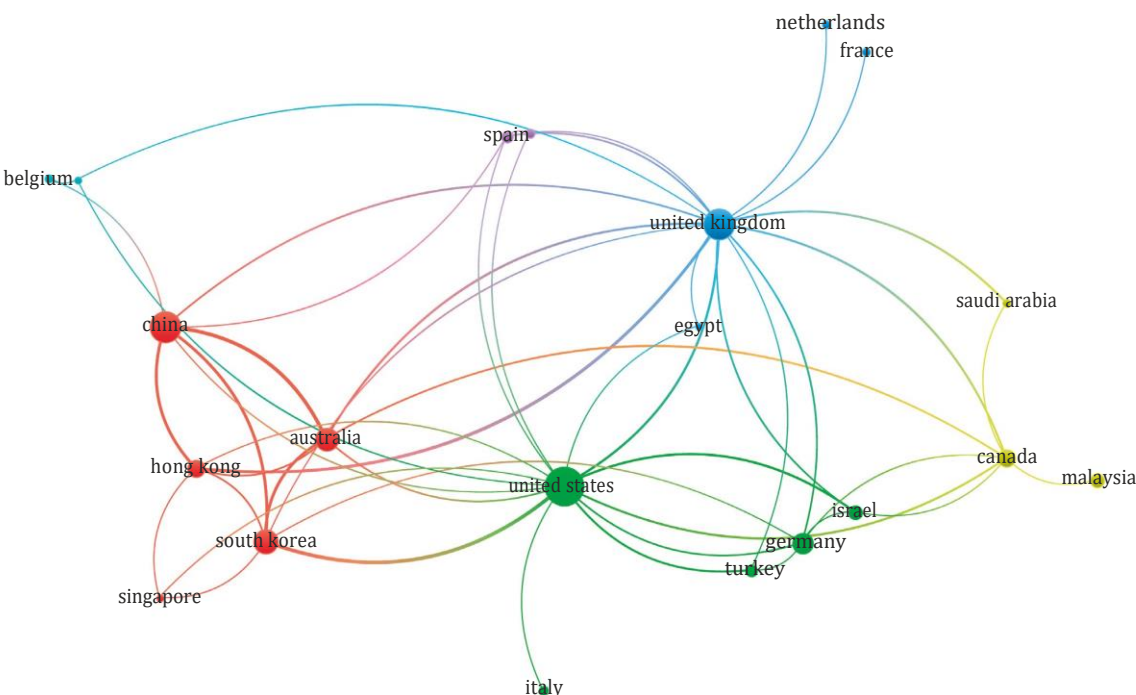 netherlands
france
spain
belgium
united kingdom
saudi arabia
china
egypt
australia
hong kong
canada
malaysia
united states
israel
south korea
germany
turkey
singapore
italy